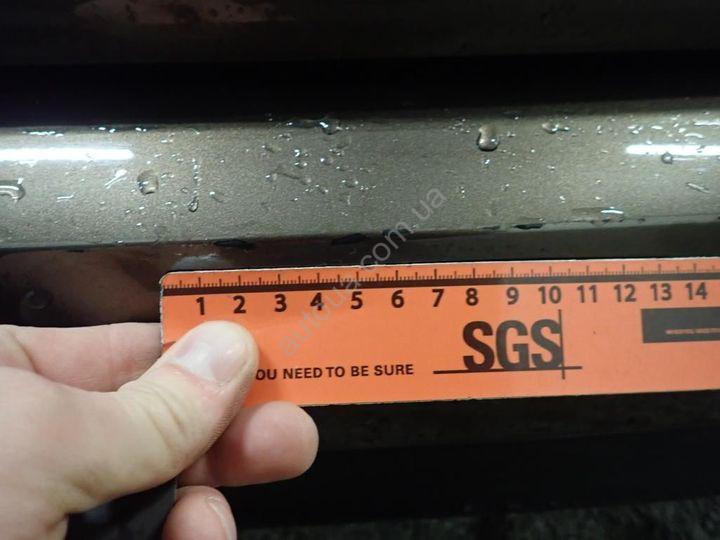 1 2 3 4 5 6 7 8 9 10 11 12 13 14
SGS
OU NEED TO BE SURE
autoua.com.ua